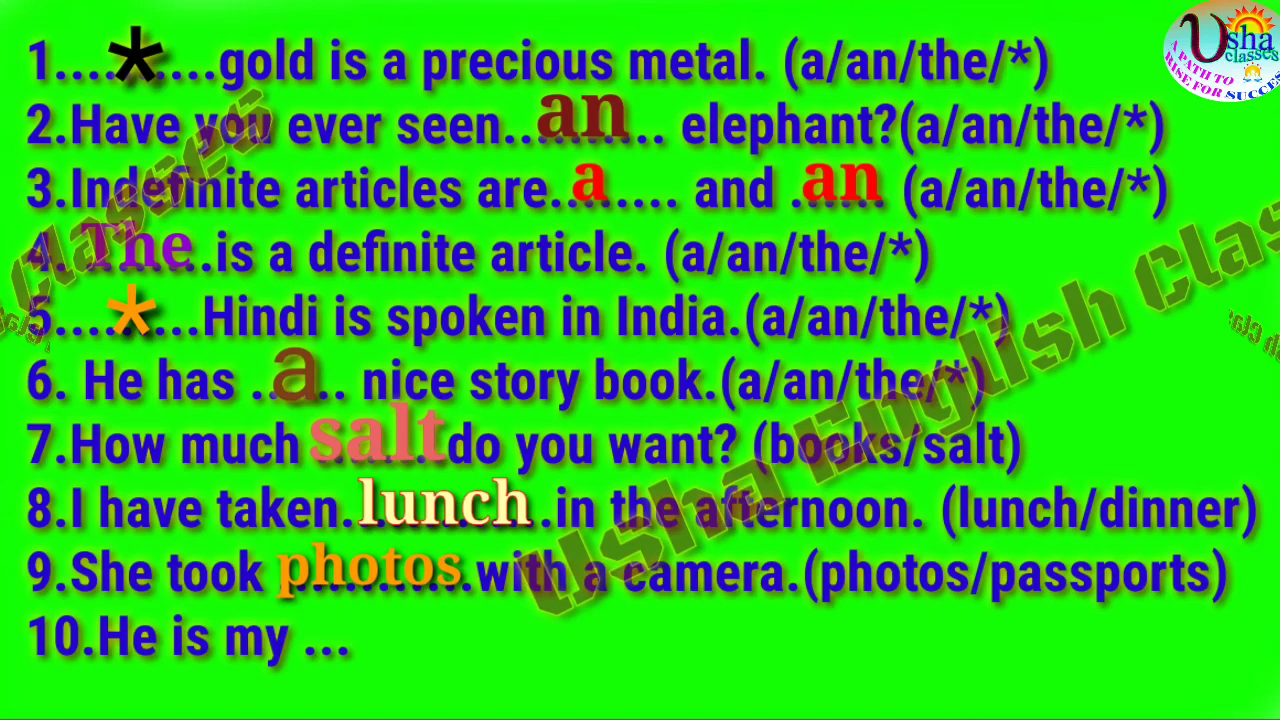 1....*....gold is a precious metal. (a/an/the/*)
2.Have you ever seen..an.. elephant?(a/an/the/*)
3.Indefinite articles are..a..... and .an (a/an/the/*)
4. The..is a definite article. (a/an/the/*)
5....*...Hindi is spoken in India.(a/an/the/*)
6. He has ..a.. nice story book.(a/an/the/*)
7.How much salt do you want? (books/salt)
8.I have taken.lunch.in the afternoon. (lunch/dinner)
9.She took photos.with a camera.(photos/passports)
10.He is my ...
Usha classes
A PATH TO
RISE FOR SUCCESS
Usha English Clas
Classes